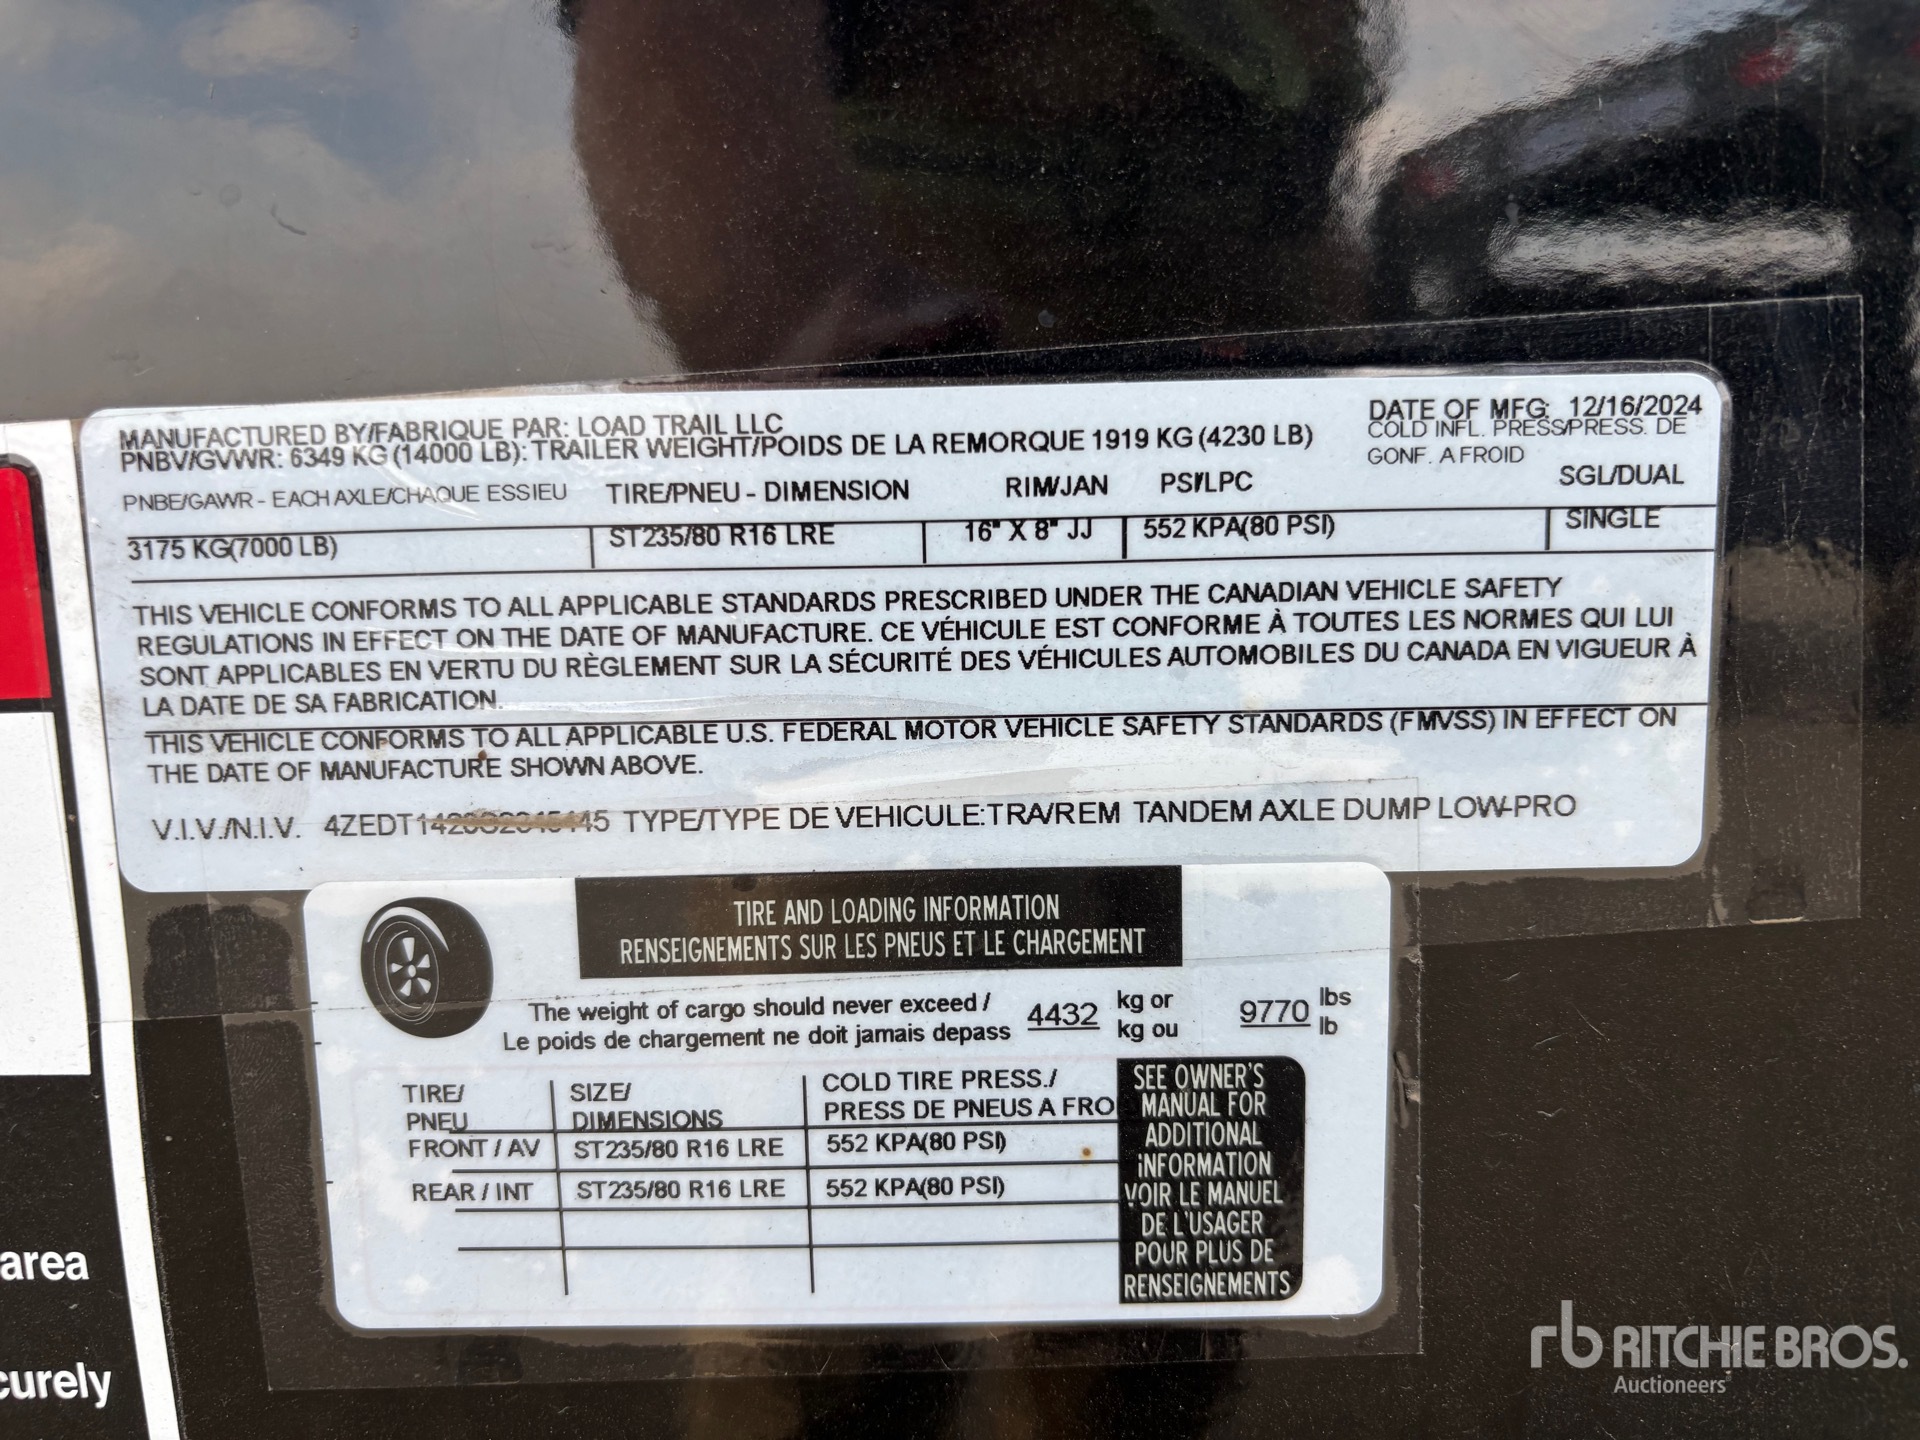 MANUFACTURED BY/FABRIQUE PAR: LOAD TRAIL LLC
DATE OF MFG: 12/16/2024
PNBV/GVWR: 6349 KG (14000 LB): TRAILER WEIGHT/POIDS DE LA REMORQUE 1919 KG (4230 LB)
COLD INFL. PRESS/PRESS. DE
GONF. A FROID
PNBE/GAWR - EACH AXLE/CHAQUE ESSIEU TIRE/PNEU - DIMENSION RIM/JAN PSI/LPC SGL/DUAL
3175 KG(7000 LB) ST235/80 R16 LRE 16" X 8" JJ 552 KPA(80 PSI) SINGLE
THIS VEHICLE CONFORMS TO ALL APPLICABLE STANDARDS PRESCRIBED UNDER THE CANADIAN VEHICLE SAFETY
REGULATIONS IN EFFECT ON THE DATE OF MANUFACTURE. CE VÉHICULE EST CONFORME À TOUTES LES NORMES QUI LUI
SONT APPLICABLES EN VERTU DU RÈGLEMENT SUR LA SÉCURITÉ DES VÉHICULES AUTOMOBILES DU CANADA EN VIGUEUR À
LA DATE DE SA FABRICATION.
THIS VEHICLE CONFORMS TO ALL APPLICABLE U.S. FEDERAL MOTOR VEHICLE SAFETY STANDARDS (FMVSS) IN EFFECT ON
THE DATE OF MANUFACTURE SHOWN ABOVE.
V.I.V./N.I.V. TYPE/TYPE DE VEHICULE:TRA/REM TANDEM AXLE DUMP LOW-PRO
TIRE AND LOADING INFORMATION
RENSEIGNEMENTS SUR LES PNEUS ET LE CHARGEMENT
The weight of cargo should never exceed / 4432 kg or 9770 lbs
Le poids de chargement ne doit jamais depass kg ou lb
TIRE/ SIZE/ COLD TIRE PRESS./
PNEU DIMENSIONS PRESS DE PNEUS A FRO
FRONT / AV ST235/80 R16 LRE 552 KPA(80 PSI)
REAR / INT ST235/80 R16 LRE 552 KPA(80 PSI)
SEE OWNER'S
MANUAL FOR
ADDITIONAL
INFORMATION
VOIR LE MANUEL
DE L'USAGER
POUR PLUS DE
RENSEIGNEMENTS
area
curely
rb RITCHIE BROS.
Auctioneers